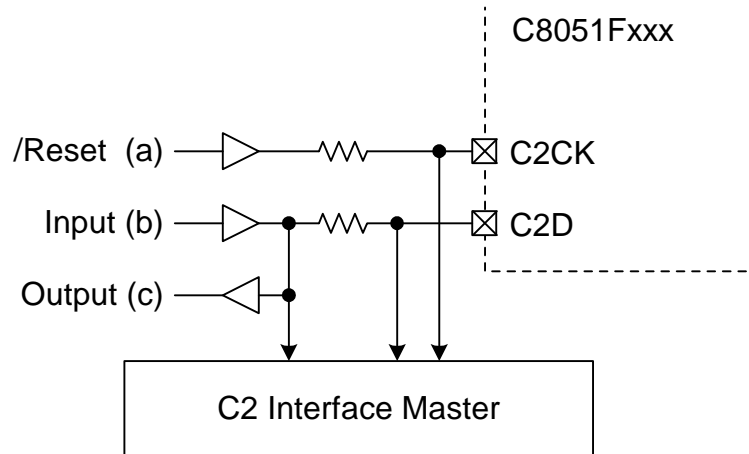 C8051Fxxx
/Reset (a)
C2CK
Input (b)
C2D
Output (c)
C2 Interface Master